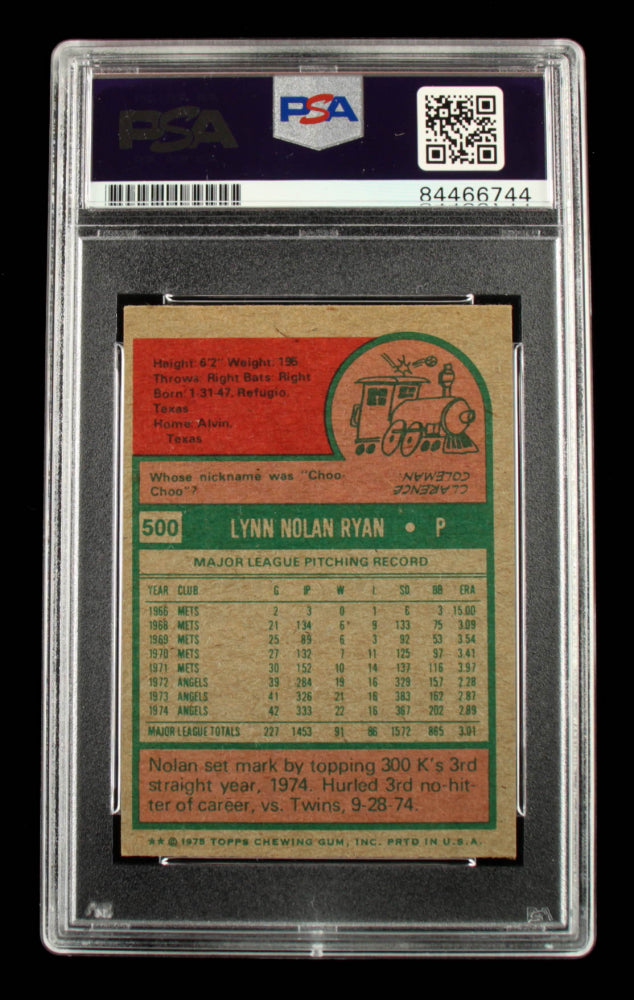 PSA
PSA
84466744
Height: 6'2" Weight: 195
Throws: Right Bats: Right
Born: 1-31-47, Refugio,
Texas
Home: Alvin,
Texas
Whose nickname was "Choo-
Choo"?
CLARENCE
COLEMAN.
500 LYNN NOLAN RYAN • P
MAJOR LEAGUE PITCHING RECORD
YEAR CLUB G IP W L SO BB ERA
1966 METS 2 3 0 1 6 3 15.00
1968 METS 21 134 6 9 133 75 3.09
1969 METS 25 89 6 3 92 53 3.54
1970 METS 27 132 7 11 125 97 3.41
1971 METS 30 152 10 14 137 116 3.97
1972 ANGELS 39 284 19 16 329 157 2.28
1973 ANGELS 41 326 21 16 383 162 2.87
1974 ANGELS 42 333 22 16 367 202 2.89
MAJOR LEAGUE TOTALS 227 1453 91 86 1572 865 3.01
Nolan set mark by topping 300 K's 3rd
straight year, 1974. Hurled 3rd no-hit-
ter of career, vs. Twins, 9-28-74.
★★ © 1975 TOPPS CHEWING GUM, INC. PRTD IN U.S.A.